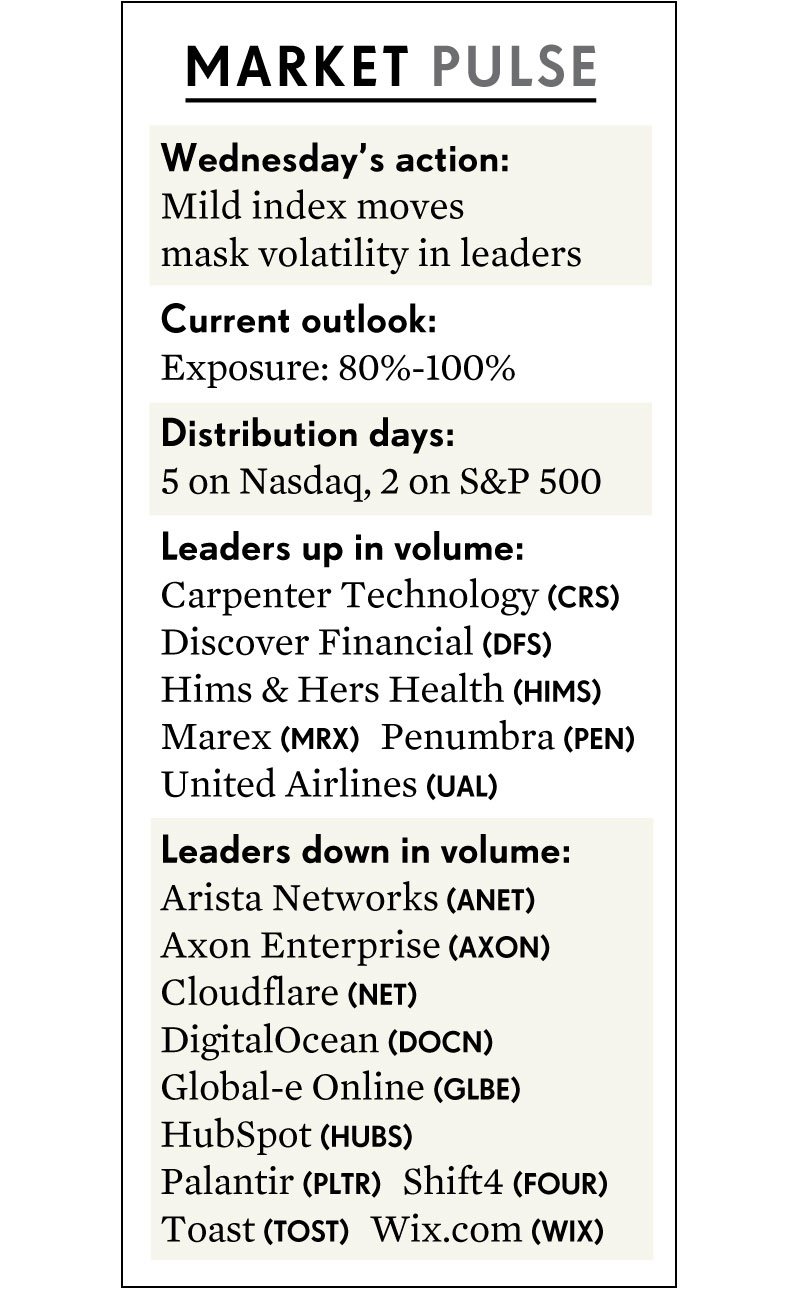 MARKET PULSE
Wednesday’s action:
Mild index moves
mask volatility in leaders
Current outlook:
Exposure: 80%-100%
Distribution days:
5 on Nasdaq, 2 on S&P 500
Leaders up in volume:
Carpenter Technology (CRS)
Discover Financial (DFS)
Hims & Hers Health (HIMS)
Marex (MRX) Penumbra (PEN)
United Airlines (UAL)
Leaders down in volume:
Arista Networks (ANET)
Axon Enterprise (AXON)
Cloudflare (NET)
DigitalOcean (DOCN)
Global-e Online (GLBE)
HubSpot (HUBS)
Palantir (PLTR) Shift4 (FOUR)
Toast (TOST) Wix.com (WIX)